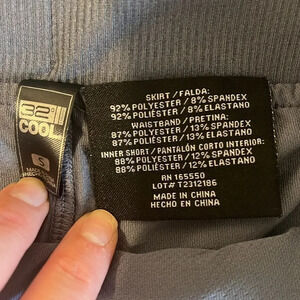 32°
COOL
S
SKIRT/FALDA:
92% POLYESTER/8% SPANDEX
92% POLIÉSTER/8% ELASTANO
WAISTBAND/PRETINA:
87% POLYESTER/13% SPANDEX
87% POLIÉSTER/13% ELASTANO
INNER SHORT/PANTALÓN CORTO INTERIOR:
88% POLYESTER/12% SPANDEX
88% POLIÉSTER/12% ELASTANO
RN 165550
LOT# T2312186
MADE IN CHINA
HECHO EN CHINA